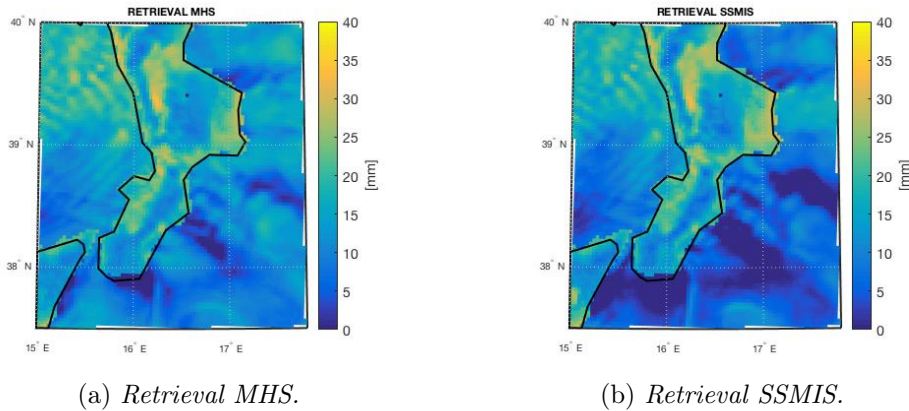 RETRIEVAL MHS
40° N
39° N
38° N
15° E
16° E
17° E
40
35
30
25
20
15
10
5
0
[mm]
(a) Retrieval MHS.
RETRIEVAL SSMIS
40° N
39° N
38° N
15° E
16° E
17° E
40
35
30
25
20
15
10
5
0
[mm]
(b) Retrieval SSMIS.